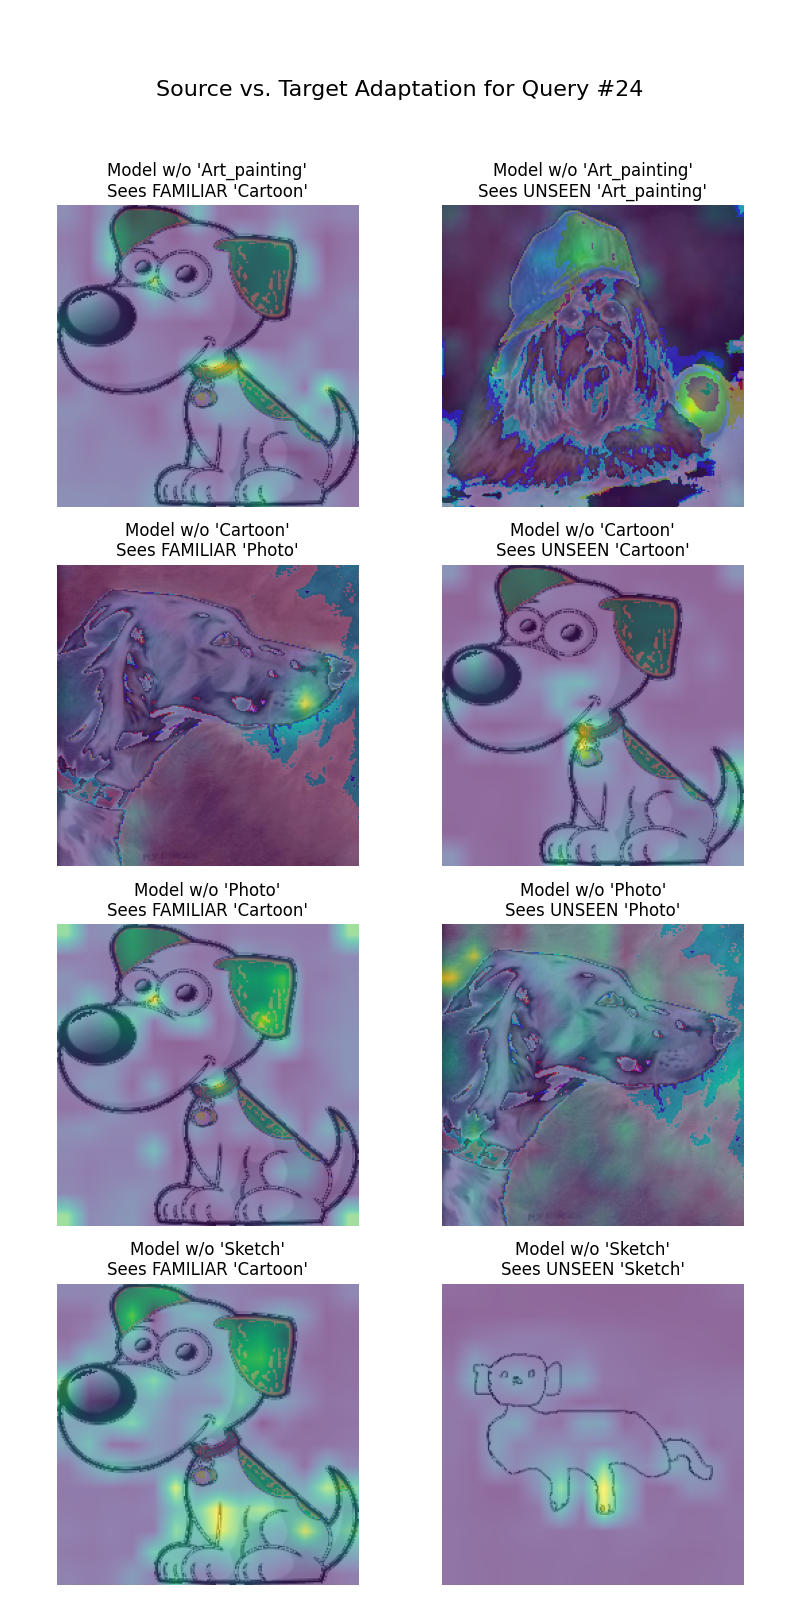 Source vs. Target Adaptation for Query #24
Model w/o 'Art_painting'
Sees FAMILIAR 'Cartoon'
Model w/o 'Art_painting'
Sees UNSEEN 'Art_painting'
Model w/o 'Cartoon'
Sees FAMILIAR 'Photo'
Model w/o 'Cartoon'
Sees UNSEEN 'Cartoon'
Model w/o 'Photo'
Sees FAMILIAR 'Cartoon'
Model w/o 'Photo'
Sees UNSEEN 'Photo'
Model w/o 'Sketch'
Sees FAMILIAR 'Cartoon'
Model w/o 'Sketch'
Sees UNSEEN 'Sketch'